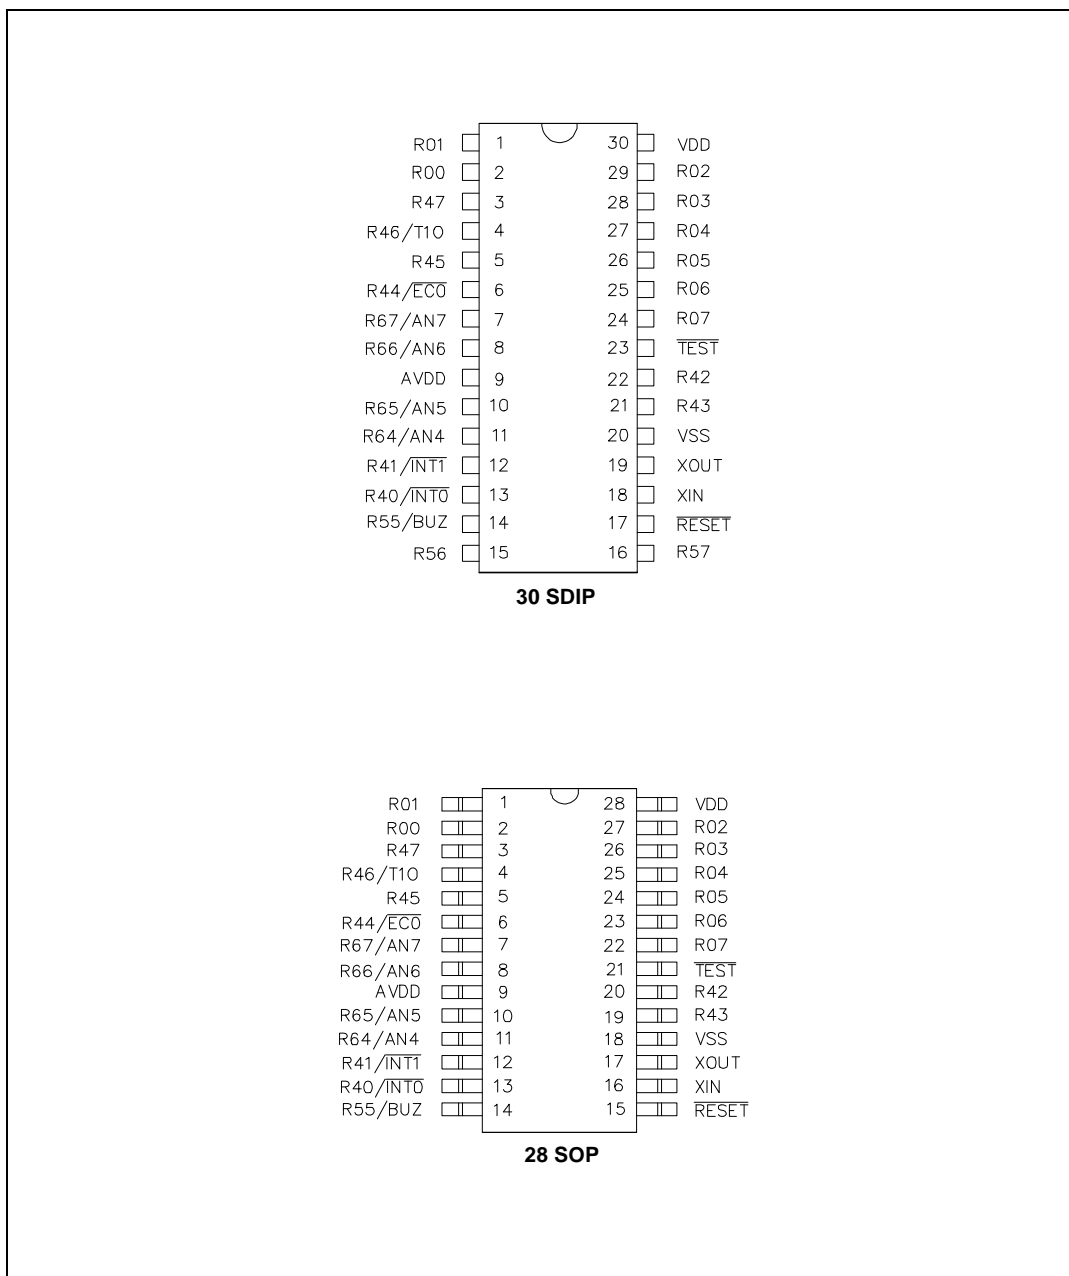 R01 1 30 VDD
R00 2 29 R02
R47 3 28 R03
R46/T1O 4 27 R04
R45 5 26 R05
R44/EC0 6 25 R06
R67/AN7 7 24 R07
R66/AN6 8 23 TEST
AVDD 9 22 R42
R65/AN5 10 21 R43
R64/AN4 11 20 VSS
R41/INT1 12 19 XOUT
R40/INT0 13 18 XIN
R55/BUZ 14 17 RESET
R56 15 16 R57
30 SDIP
R01 1 28 VDD
R00 2 27 R02
R47 3 26 R03
R46/T1O 4 25 R04
R45 5 24 R05
R44/EC0 6 23 R06
R67/AN7 7 22 R07
R66/AN6 8 21 TEST
AVDD 9 20 R42
R65/AN5 10 19 R43
R64/AN4 11 18 VSS
R41/INT1 12 17 XOUT
R40/INT0 13 16 XIN
R55/BUZ 14 15 RESET
28 SOP